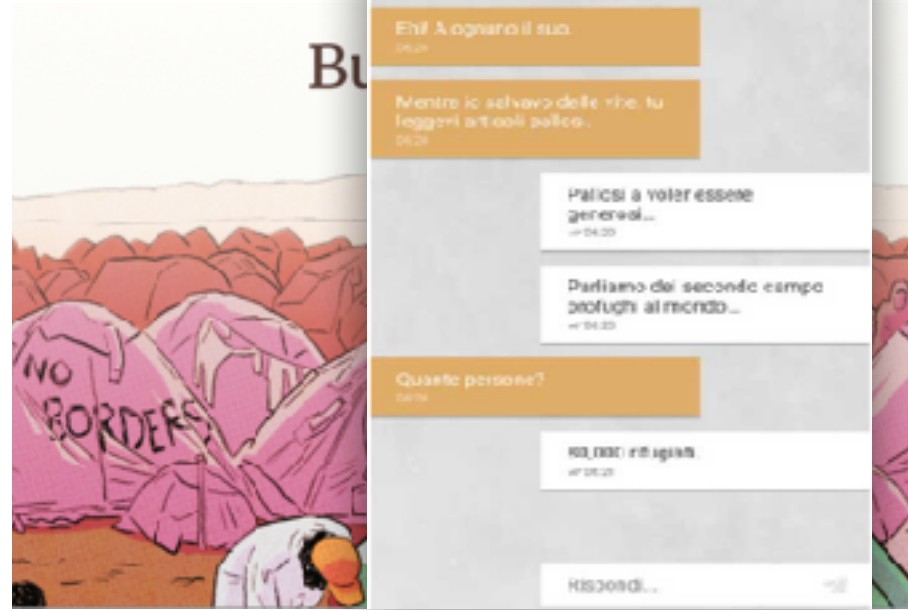 Bu
NO
BORDERS
Ehi! A ognuno il suo.
Mentre io salvavo delle vite, tu
leggevi articoli pallosi...
Pallosi a voler essere
generosi...
Parliamo del secondo campo
profughi al mondo...
Quante persone?
rifugiati.
Rispondi...